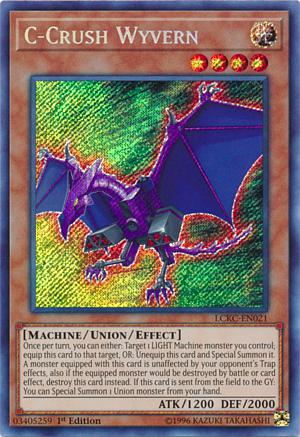 C-Crush Wyvern
LCKC-EN021
[Machine/Union/Effect]
Once per turn, you can either: Target 1 LIGHT Machine monster you control;
equip this card to that target, OR: Unequip this card and Special Summon it.
A monster equipped with this card is unaffected by your opponent's Trap
effects, also if the equipped monster would be destroyed by battle or
card effect, destroy this card instead. If this card is sent from the field to the GY:
You can Special Summon 1 Union monster from your hand.
ATK/1200 DEF/2000
03405259 1st Edition ©1996 KAZUKI TAKAHASHI